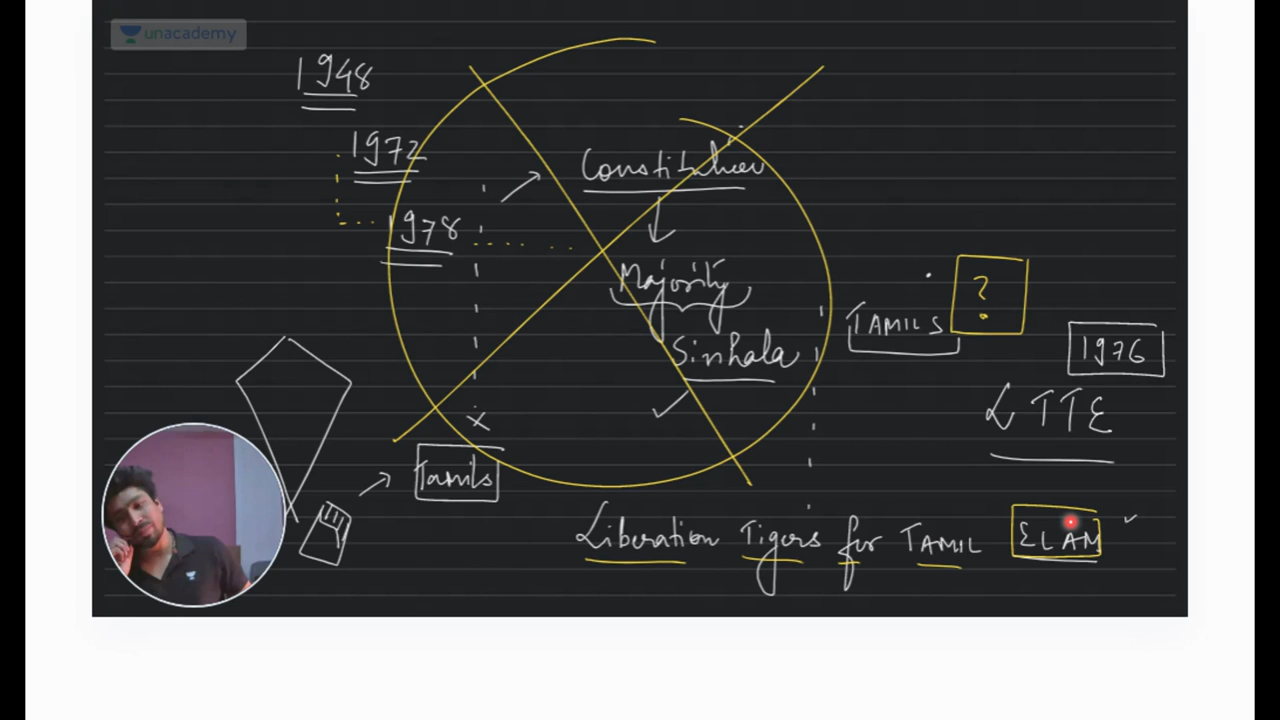 unacademy
1948
1972
1978
Constitution
Majority
Sinhala
TAMILS ?
1976
LTTE
Tamils
Liberation Tigers for TAMIL ELAM